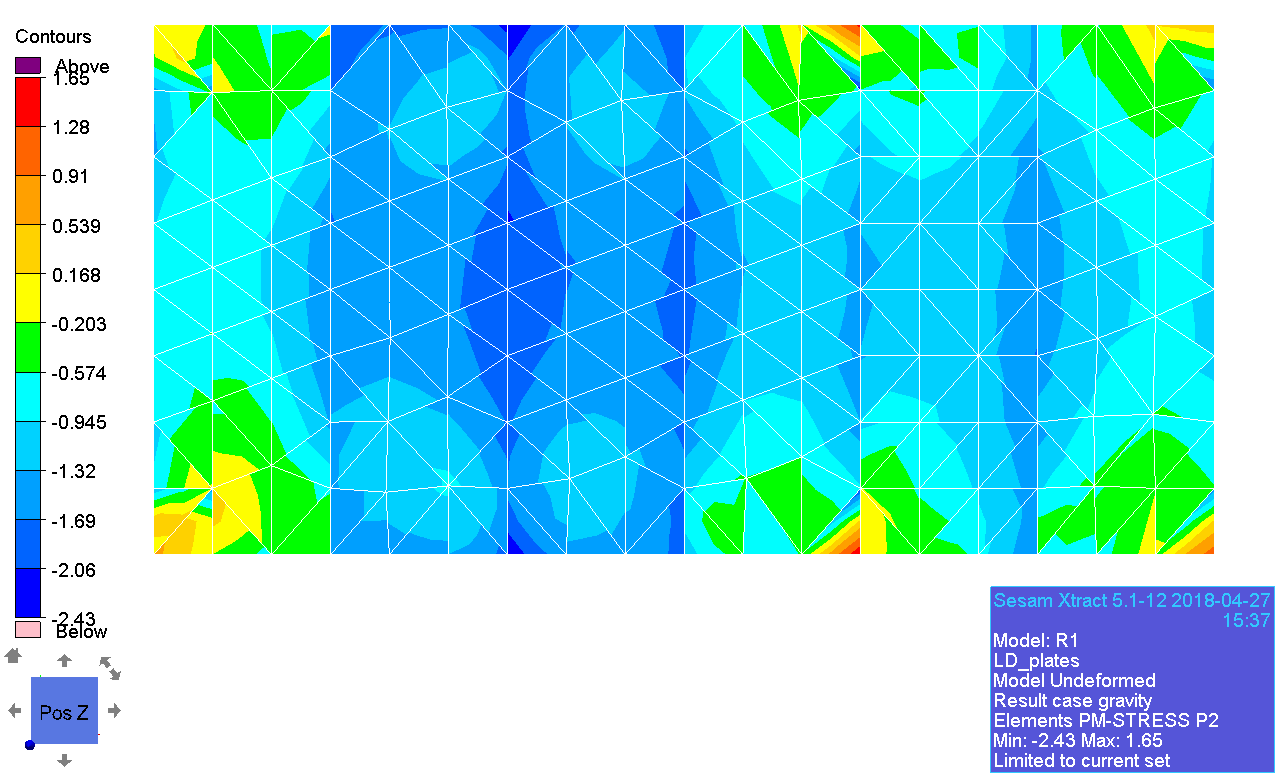 Contours
Above
1.65
1.28
0.91
0.539
0.168
-0.203
-0.574
-0.945
-1.32
-1.69
-2.06
-2.43
Below
Pos Z
Sesam Xtract 5.1-12 2018-04-27
15:37
Model: R1
LD_plates
Model Undeformed
Result case gravity
Elements PM-STRESS P2
Min: -2.43 Max: 1.65
Limited to current set